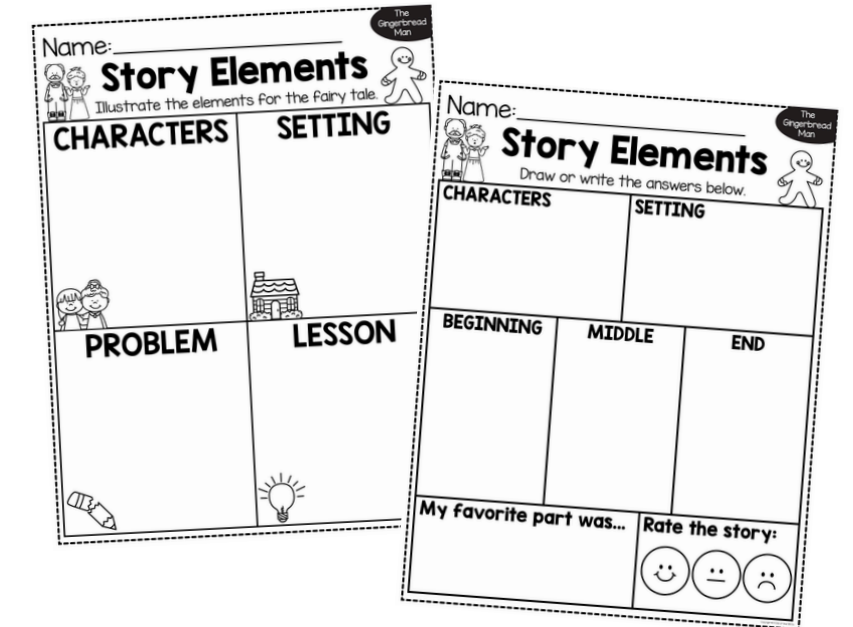 The
Gingerbread
Man
Name:
Story Elements
Illustrate the elements for the fairy tale.
CHARACTERS
SETTING
PROBLEM
LESSON
The
Gingerbread
Man
Name:
Story Elements
Draw or write the answers below.
CHARACTERS
SETTING
BEGINNING
MIDDLE
END
My favorite part was...
Rate the story: